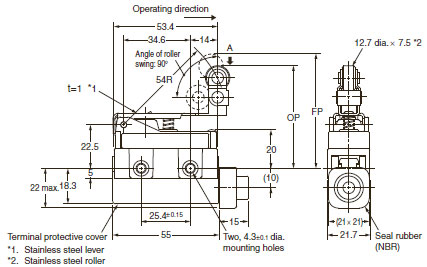 Operating direction
53.4
34.6
14
A
12.7 dia. × 7.5 *2
Angle of roller
swing: 90°
54R
t=1 *1
OP
FP
22.5
20
5
(10)
22 max.
18.3
25.4±0.15
15
(21 × 21)
Terminal protective cover
55
Two, 4.3±0.1 dia.
mounting holes
21.7
Seal rubber
(NBR)
*1. Stainless steel lever
*2. Stainless steel roller